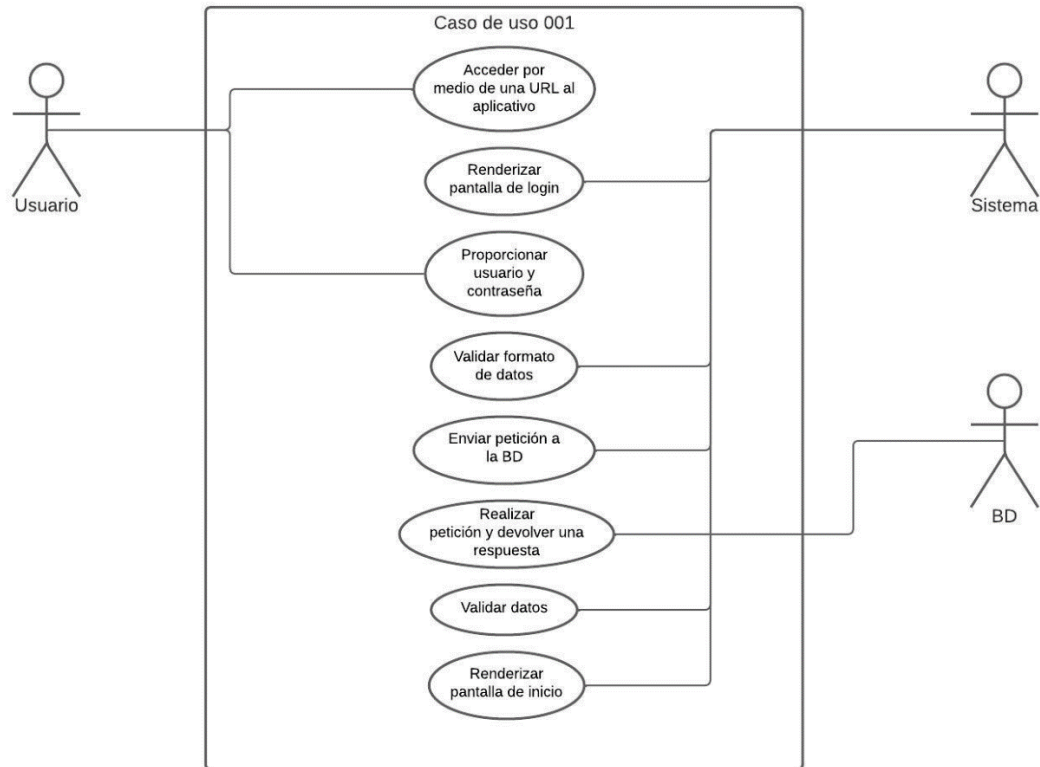 Caso de uso 001
Acceder por
medio de una URL al
aplicativo
Renderizar
pantalla de login
Usuario
Sistema
Proporcionar
usuario y
contraseña
Validar formato
de datos
Enviar petición a
la BD
Realizar
petición y devolver una
respuesta
BD
Validar datos
Renderizar
pantalla de inicio